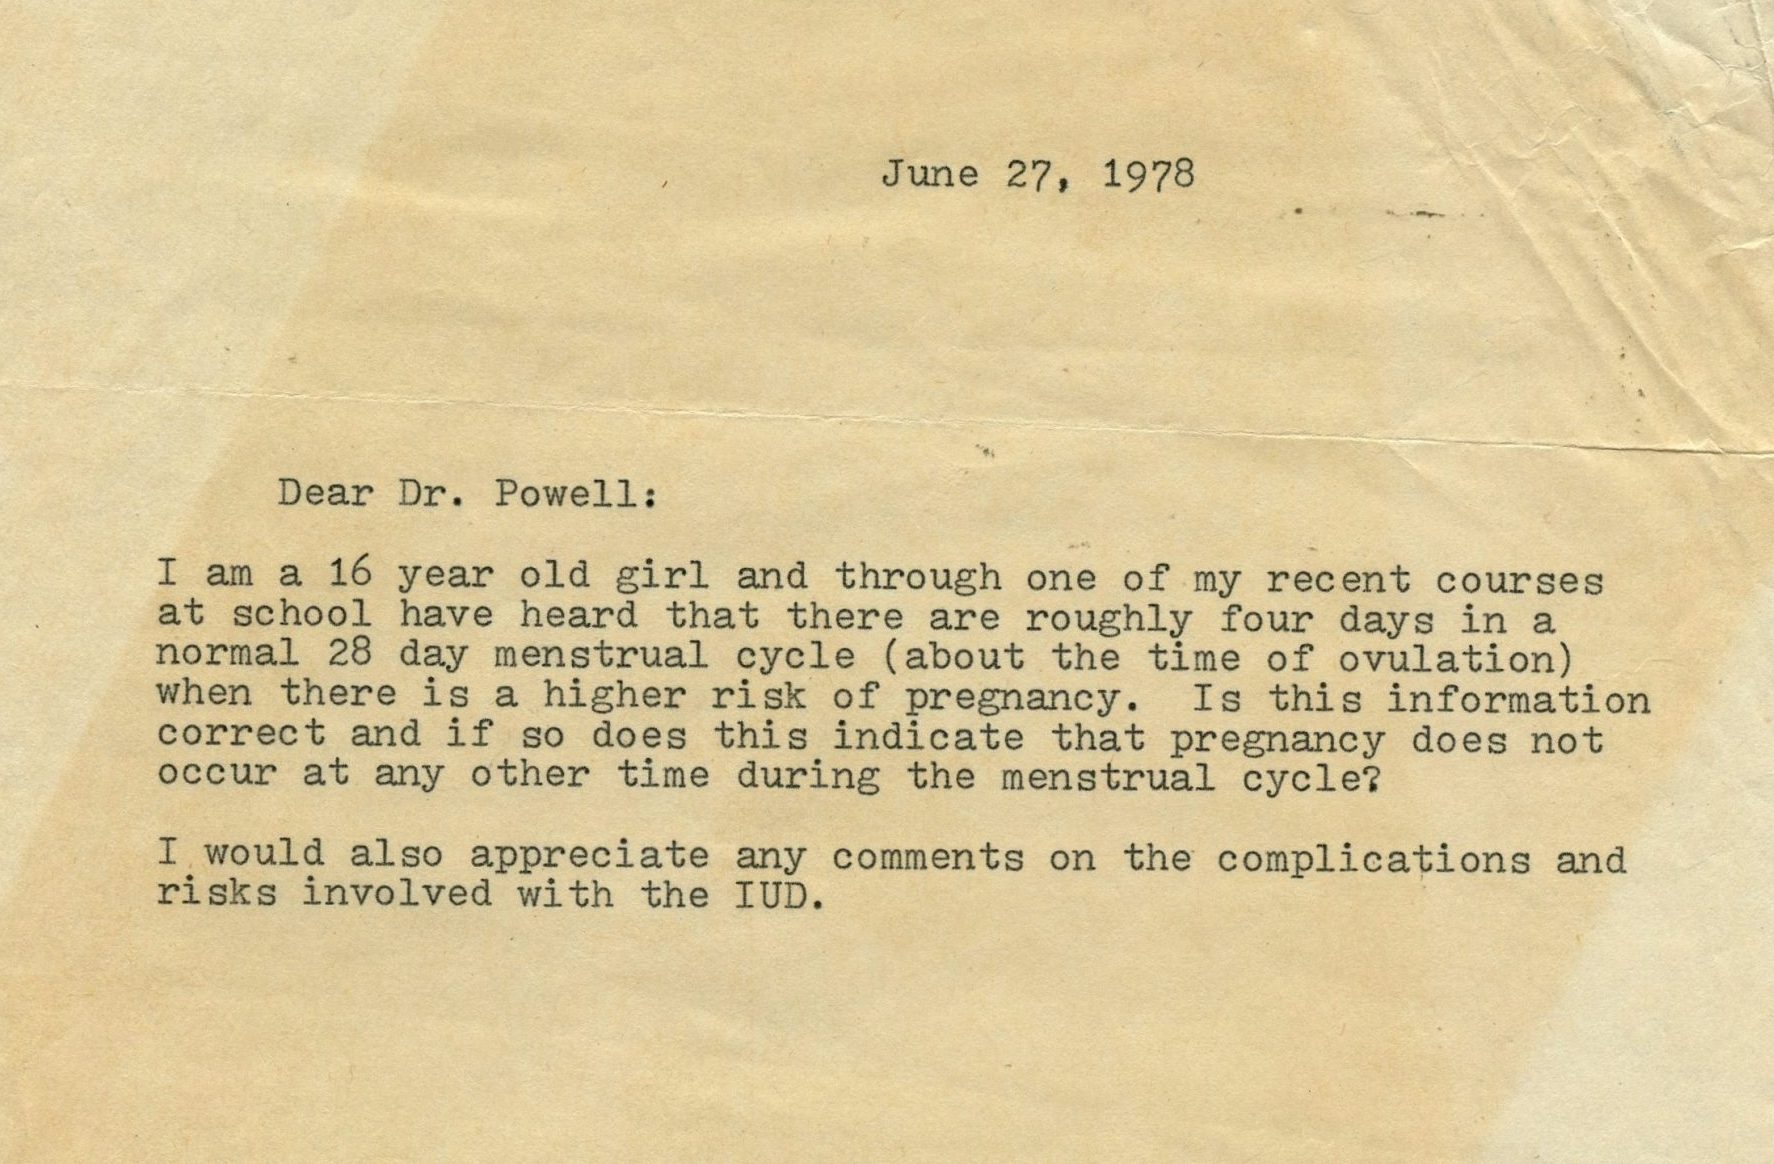 June 27, 1978
Dear Dr. Powell:
I am a 16 year old girl and through one of my recent courses
at school have heard that there are roughly four days in a
normal 28 day menstrual cycle (about the time of ovulation)
when there is a higher risk of pregnancy.  Is this information
correct and if so does this indicate that pregnancy does not
occur at any other time during the menstrual cycle?
I would also appreciate any comments on the complications and
risks involved with the IUD.